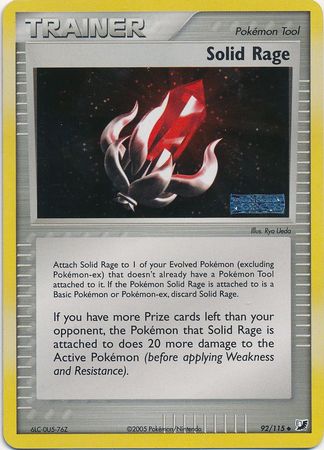 TRAINER
Pokémon Tool
Solid Rage
Illus. Ryo Ueda
Attach Solid Rage to 1 of your Evolved Pokémon (excluding
Pokémon-ex) that doesn't already have a Pokémon Tool
attached to it. If the Pokémon Solid Rage is attached to is a
Basic Pokémon or Pokémon-ex, discard Solid Rage.
If you have more Prize cards left than your
opponent, the Pokémon that Solid Rage is
attached to does 20 more damage to the
Active Pokémon (before applying Weakness
and Resistance).
6LC-0U5-76Z
©2005 Pokémon/Nintendo
92/115 ◆